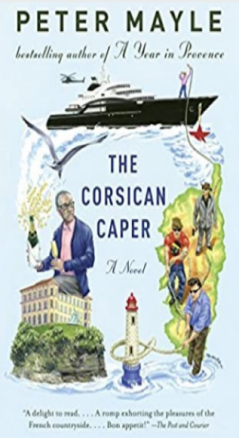 PETER MAYLE
bestselling author of A Year in Provence
THE
CORSICAN
CAPER
A Novel
"A delight to read. . . . A romp exhorting the pleasures of the
French countryside. . . . Bon appetit!" —The Post and Courier